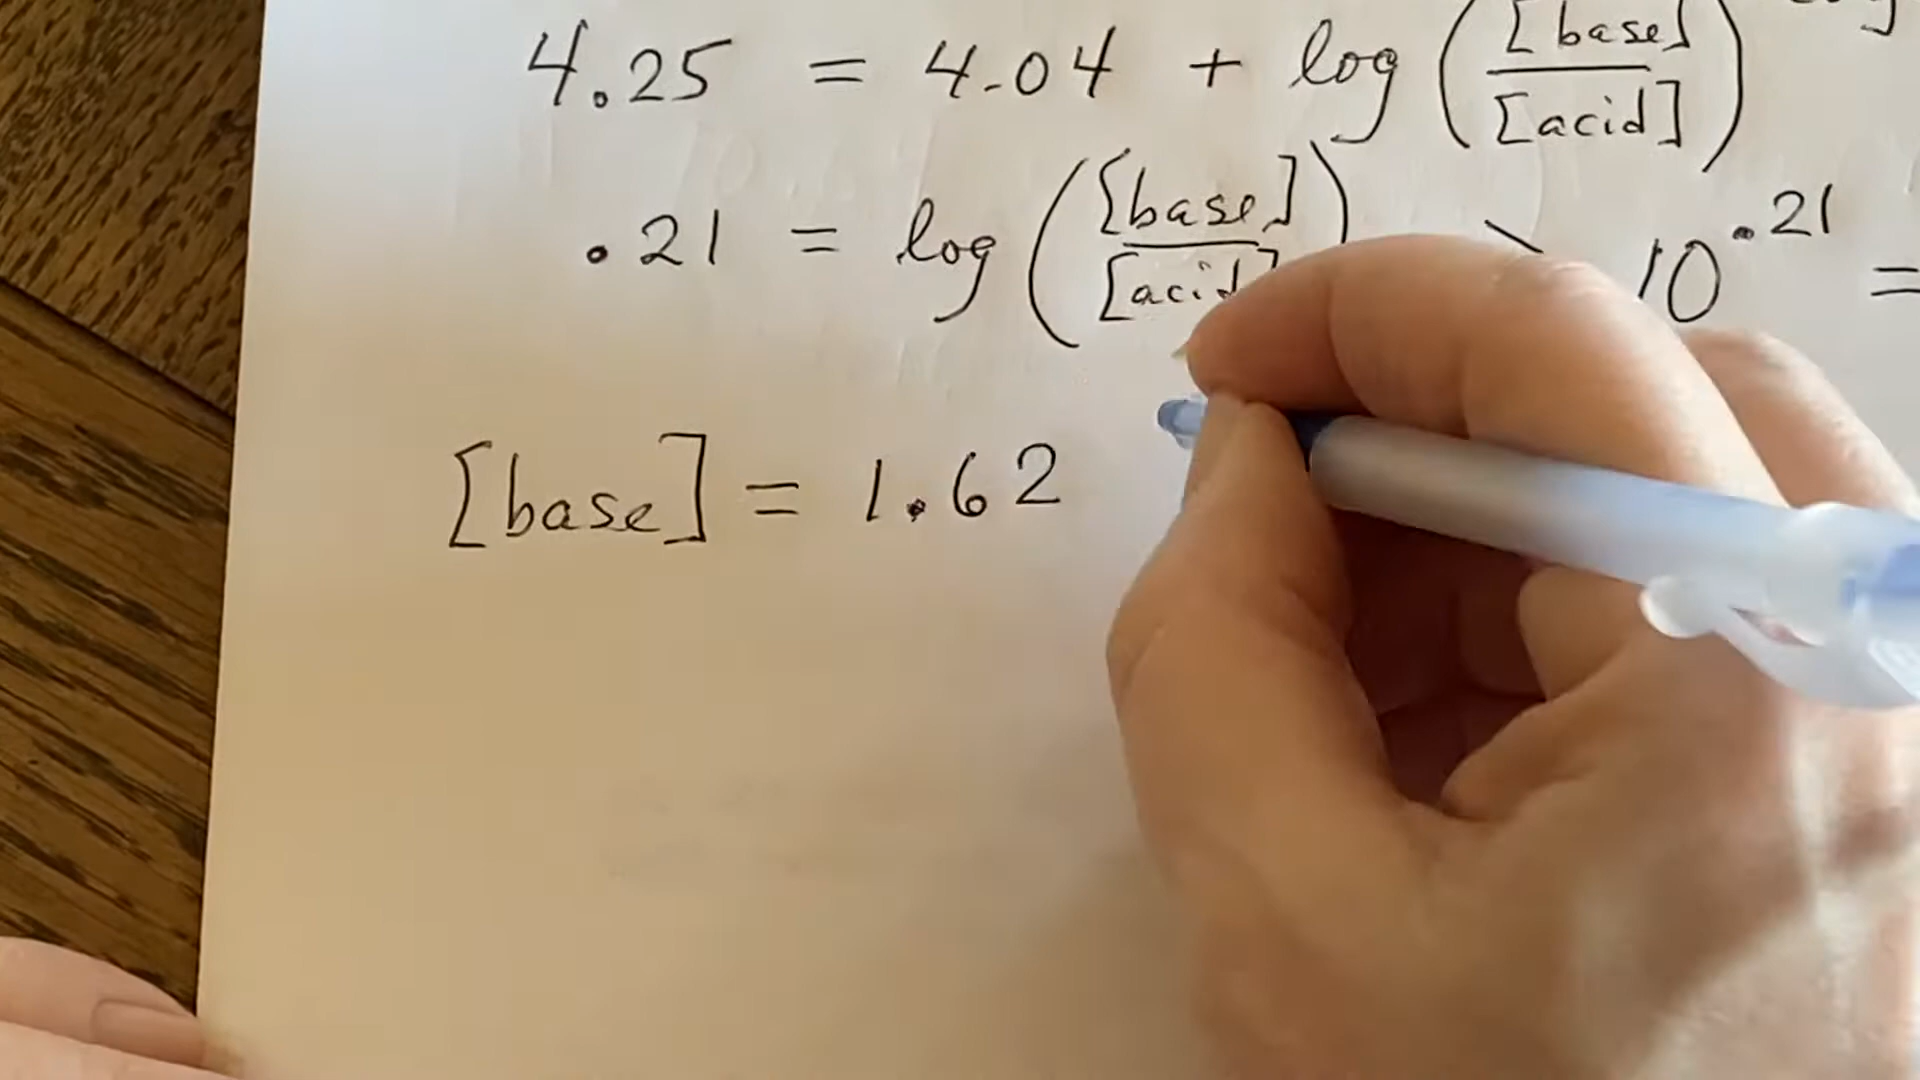 4.25 = 4.04 + log ([base]/[acid])
.21 = log ([base]/[acid 10^.21 =
[base] = 1.62